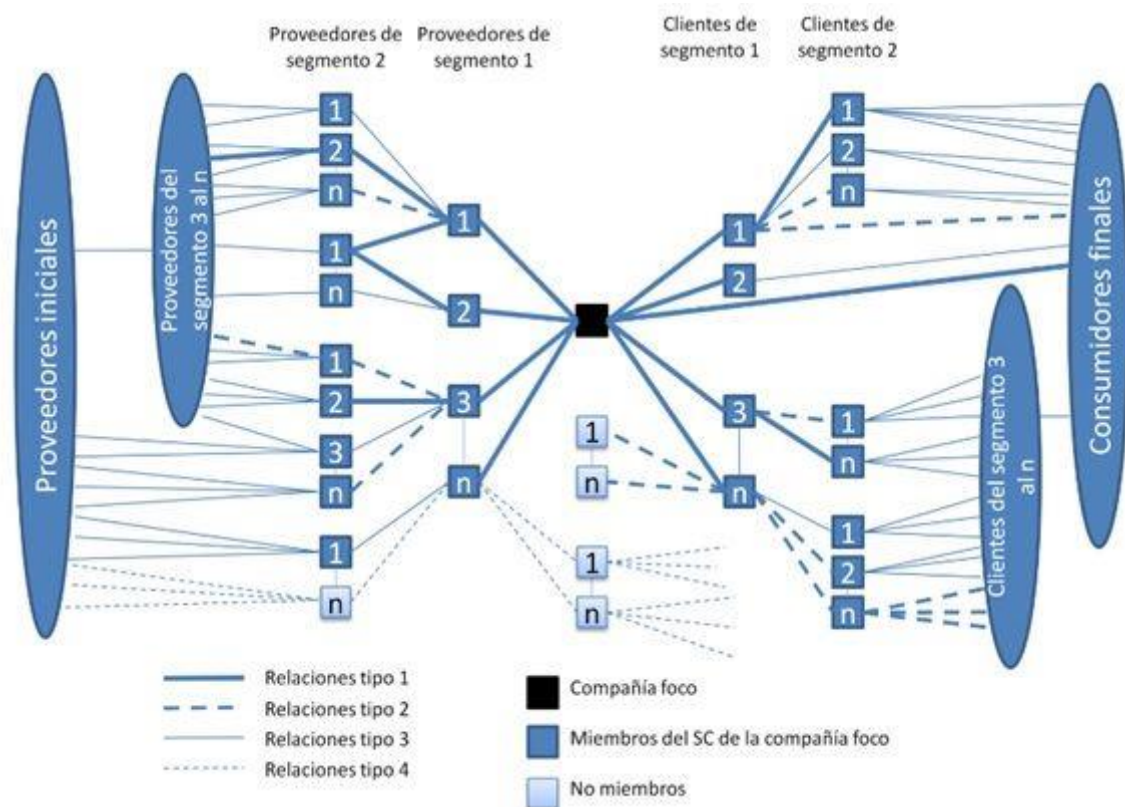 Proveedores de
segmento 2
Proveedores de
segmento 1
Clientes de
segmento 1
Clientes de
segmento 2
Proveedores iniciales
Proveedores del
segmento 3 al n
1
2
n
1
n
1
2
3
n
1
n
1
2
3
n
1
n
1
n
1
2
3
n
1
2
n
1
n
1
2
n
Clientes del segmento 3
al n
Consumidores finales
Relaciones tipo 1
Relaciones tipo 2
Relaciones tipo 3
Relaciones tipo 4
Compañía foco
Miembros del SC de la compañía foco
No miembros